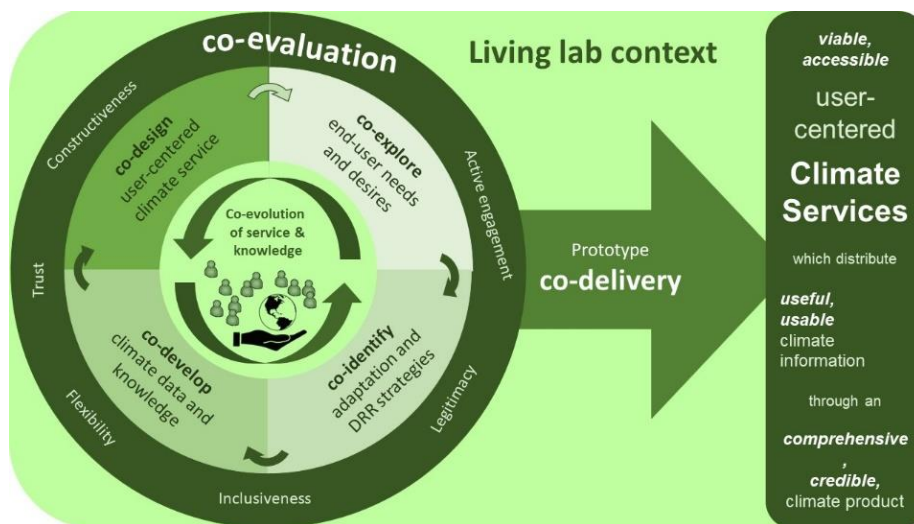 co-evaluation
Living lab context
Constructiveness
Active engagement
Legitimacy
Inclusiveness
Flexibility
Trust
co-design
user-centered
climate service
co-explore
end-user needs
and desires
co-identify
adaptation and
DRR strategies
co-develop
climate data and
knowledge
Co-evolution
of service &
knowledge
Prototype
co-delivery
viable,
accessible
user-
centered
Climate
Services
which distribute
useful,
usable
climate
information
through an
comprehensive
,
credible,
climate product